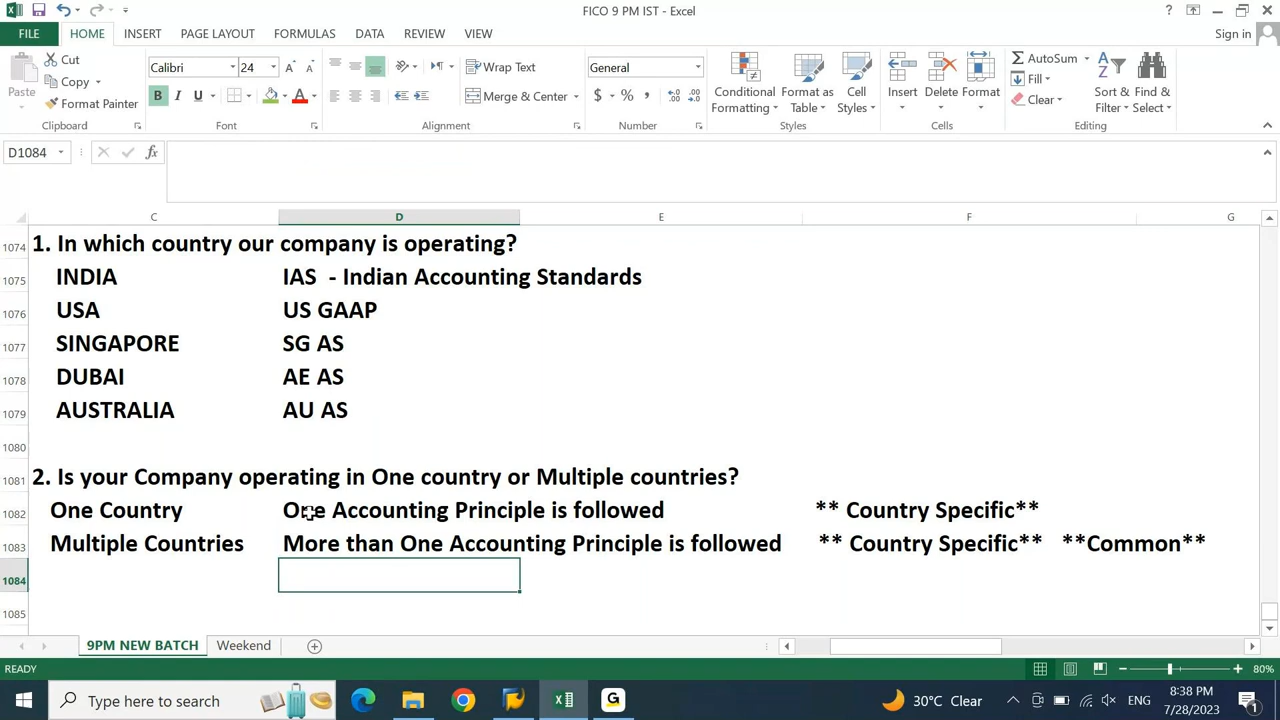 FICO 9 PM IST - Excel
FILE HOME INSERT PAGE LAYOUT FORMULAS DATA REVIEW VIEW Sign in
Paste Cut Copy Format Painter Clipboard
Calibri 24 B I U A A A Font
Wrap Text Merge & Center Alignment
General $ % , Number
Conditional Formatting Format as Table Cell Styles Styles
Insert Delete Format Cells
AutoSum Fill Clear Sort & Filter Find & Select Editing
D1084 fx
C D E F G
1074 1. In which country our company is operating?
1075 INDIA IAS - Indian Accounting Standards
1076 USA US GAAP
1077 SINGAPORE SG AS
1078 DUBAI AE AS
1079 AUSTRALIA AU AS
1080
1081 2. Is your Company operating in One country or Multiple countries?
1082 One Country One Accounting Principle is followed ** Country Specific**
1083 Multiple Countries More than One Accounting Principle is followed ** Country Specific** **Common**
1084
1085
9PM NEW BATCH Weekend
READY 80%
Type here to search 30°C Clear ENG 8:38 PM 7/28/2023 1